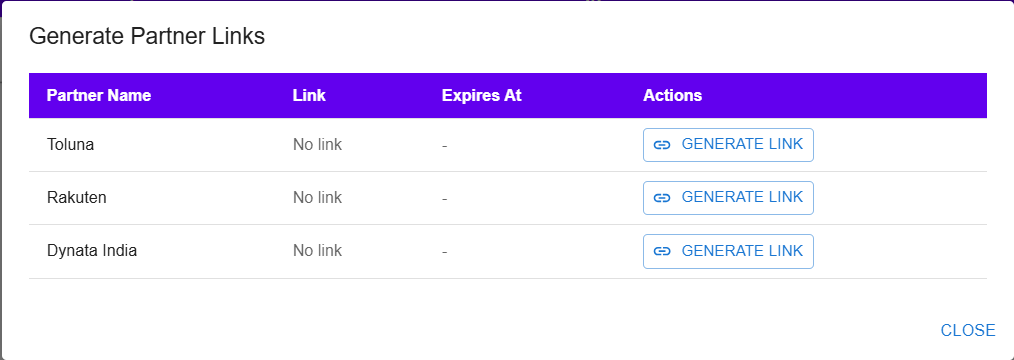 Generate Partner Links
Partner Name Link Expires At Actions
Toluna No link - GENERATE LINK
Rakuten No link - GENERATE LINK
Dynata India No link - GENERATE LINK
CLOSE